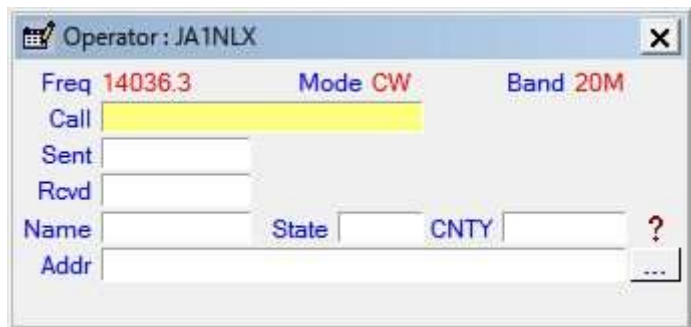 Operator : JA1NLX
Freq 14036.3 Mode CW Band 20M
Call
Sent
Rcvd
Name State CNTY ?
Addr ...